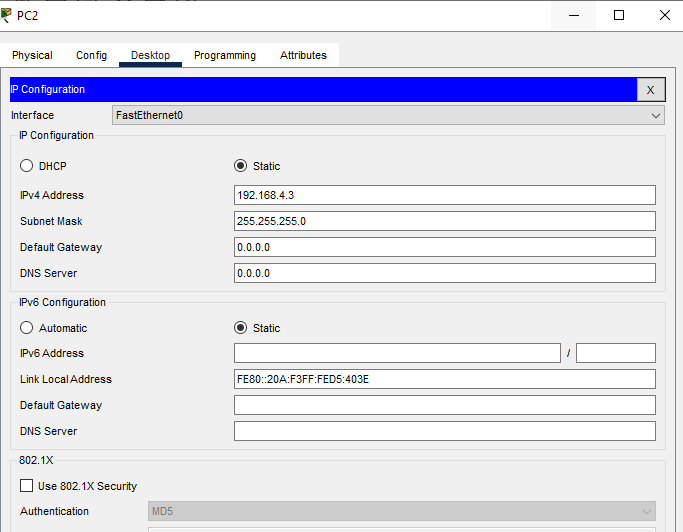 PC2
Physical Config Desktop Programming Attributes
IP Configuration X
Interface FastEthernet0
IP Configuration
DHCP Static
IPv4 Address 192.168.4.3
Subnet Mask 255.255.255.0
Default Gateway 0.0.0.0
DNS Server 0.0.0.0
IPv6 Configuration
Automatic Static
IPv6 Address /
Link Local Address FE80::20A:F3FF:FED5:403E
Default Gateway
DNS Server
802.1X
Use 802.1X Security
Authentication MD5